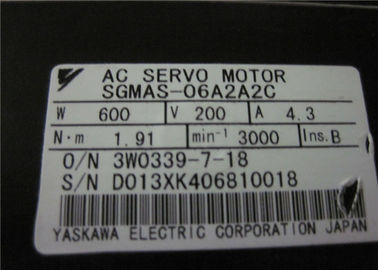 AC SERVO MOTOR
SGMAS-06A2A2C
W 600 V 200 A 4.3
N·m 1.91 min⁻¹ 3000 Ins.B
O/N 3W0339-7-18
S/N D013XK406810018
YASKAWA ELECTRIC CORPORATION JAPAN